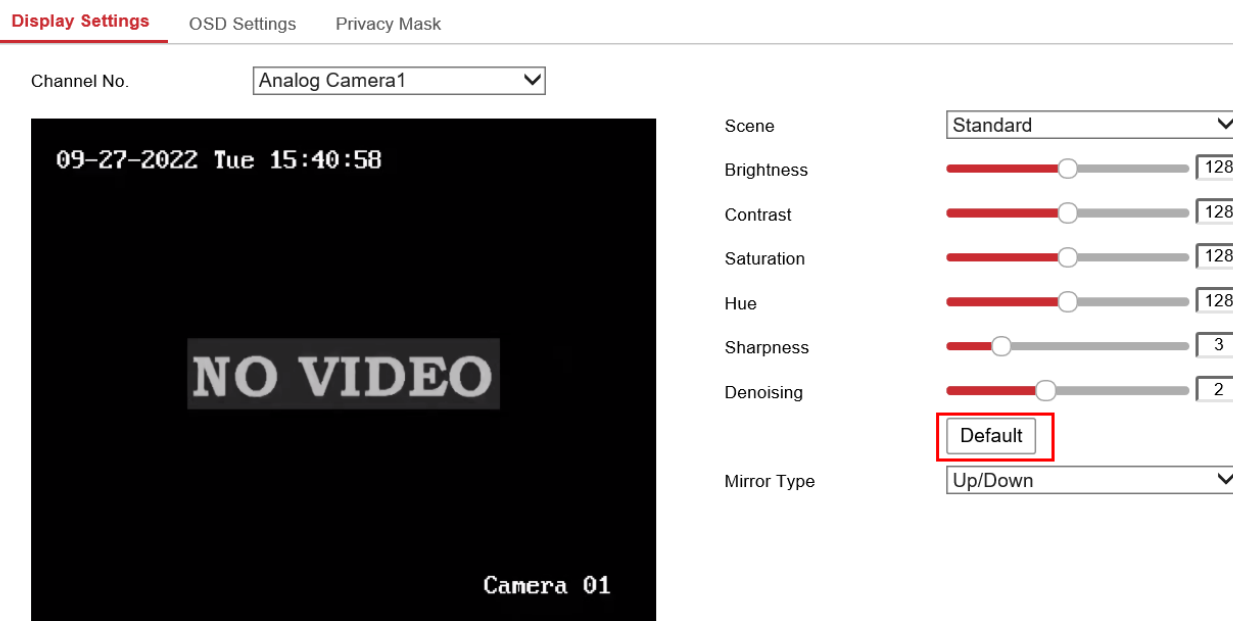 Display Settings OSD Settings Privacy Mask
Channel No. Analog Camera1
09-27-2022 Tue 15:40:58
NO VIDEO
Camera 01
Scene Standard
Brightness 128
Contrast 128
Saturation 128
Hue 128
Sharpness 3
Denoising 2
Default
Mirror Type Up/Down